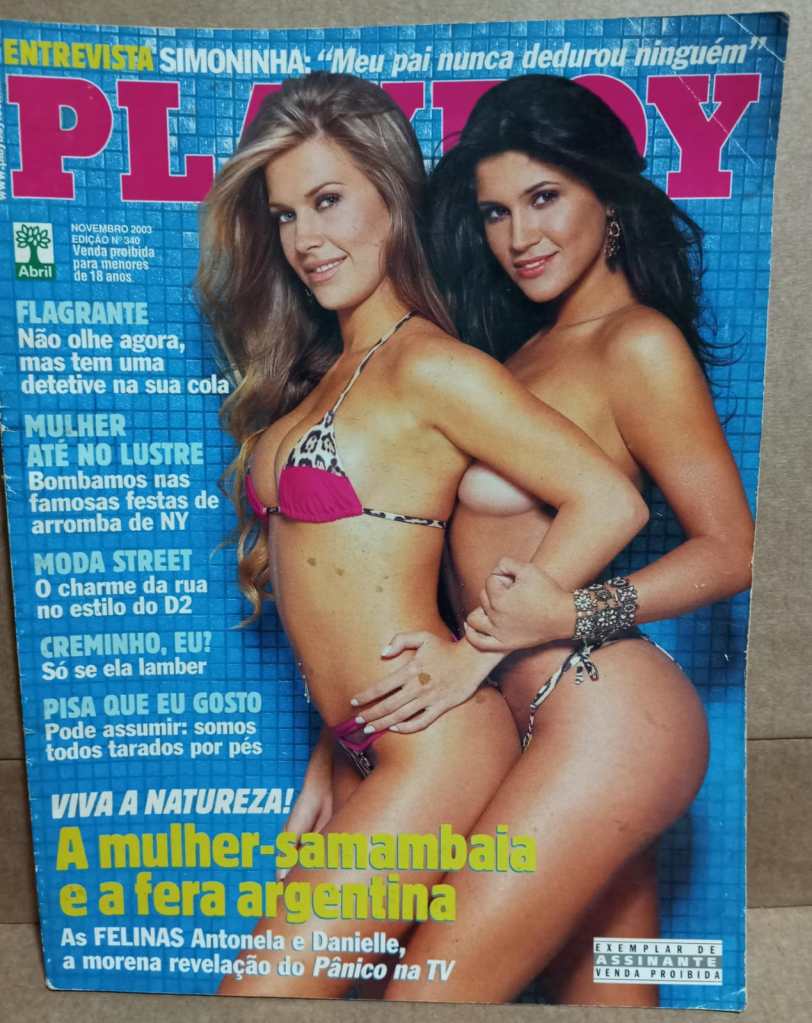 ENTREVISTA SIMONINHA: “Meu pai nunca dedurou ninguém”
PLAYBOY
Abril
NOVEMBRO 2003
EDIÇÃO Nº 340
Venda proibida
para menores
de 18 anos
FLAGRANTE
Não olhe agora,
mas tem uma
detetive na sua cola
MULHER
ATÉ NO LUSTRE
Bombamos nas
famosas festas de
arromba de NY
MODA STREET
O charme da rua
no estilo do D2
CREMINHO, EU?
Só se ela lamber
PISA QUE EU GOSTO
Pode assumir: somos
todos tarados por pés
VIVA A NATUREZA!
A mulher-samambaia
e a fera argentina
As FELINAS Antonela e Danielle,
a morena revelação do Pânico na TV
EXEMPLAR DE
ASSINANTE
VENDA PROIBIDA